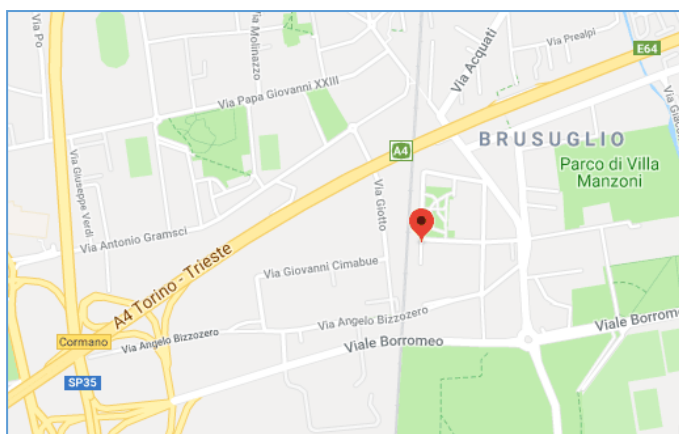 Via Po
Via Molinazzo
Via Prealpi
E64
Via Acquati
Via Papa Giovanni XXIII
A4
BRUSUGLIO
Parco di Villa
Manzoni
Via Giuseppe Verdi
Via Giotto
Via Antonio Gramsci
A4 Torino - Trieste
Via Giovanni Cimabue
Via Angelo Bizzozero
Viale Borromeo
Cormano
Via Angelo Bizzozero
Viale Borromeo
SP35